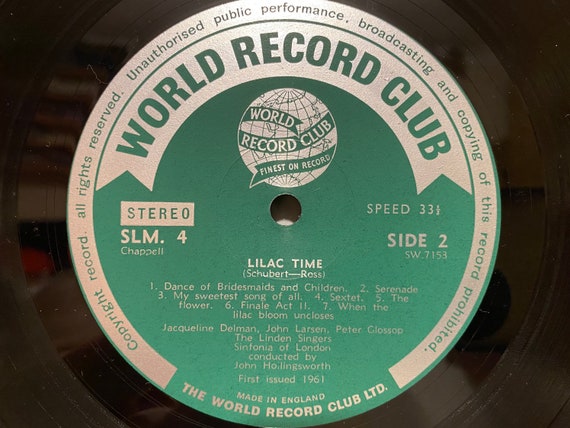 Copyright record. all rights reserved. Unauthorised public performance, broadcasting and copying of this record prohibited.
WORLD RECORD CLUB
WORLD
RECORD CLUB
FINEST ON RECORD
STEREO
SPEED 33⅓
SLM. 4
SIDE 2
Chappell
SW.7153
LILAC TIME
(Schubert—Ross)
1. Dance of Bridesmaids and Children. 2. Serenade
3. My sweetest song of all. 4. Sextet. 5. The
flower. 6. Finale Act II. 7. When the
lilac bloom uncloses
Jacqueline Delman, John Larsen, Peter Glossop
The Linden Singers
Sinfonia of London
conducted by
John Hollingsworth
First issued 1961
MADE IN ENGLAND
THE WORLD RECORD CLUB LTD.